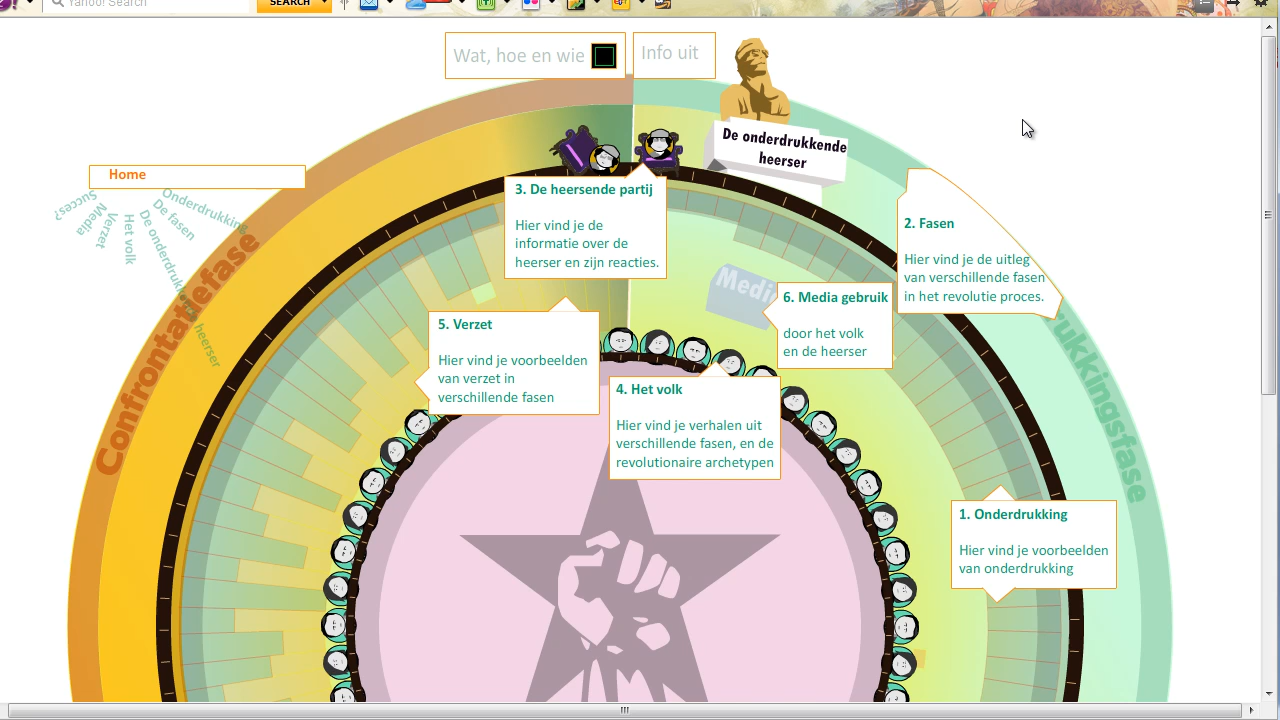 Yahoo! Search
SEARCH
Wat, hoe en wie
Info uit
De onderdrukkende
heerser
Home
Onderdrukking
De fasen
De onderdrukkende heerser
Het volk
Verzet
Media
Succes?
Confrontatiefase
3. De heersende partij
Hier vind je de
informatie over de
heerser en zijn reacties.
2. Fasen
Hier vind je de uitleg
van verschillende fasen
in het revolutie proces.
Medi
6. Media gebruik
door het volk
en de heerser
5. Verzet
Hier vind je voorbeelden
van verzet in
verschillende fasen
4. Het volk
Hier vind je verhalen uit
verschillende fasen, en de
revolutionaire archetypen
rukkingsfase
1. Onderdrukking
Hier vind je voorbeelden
van onderdrukking